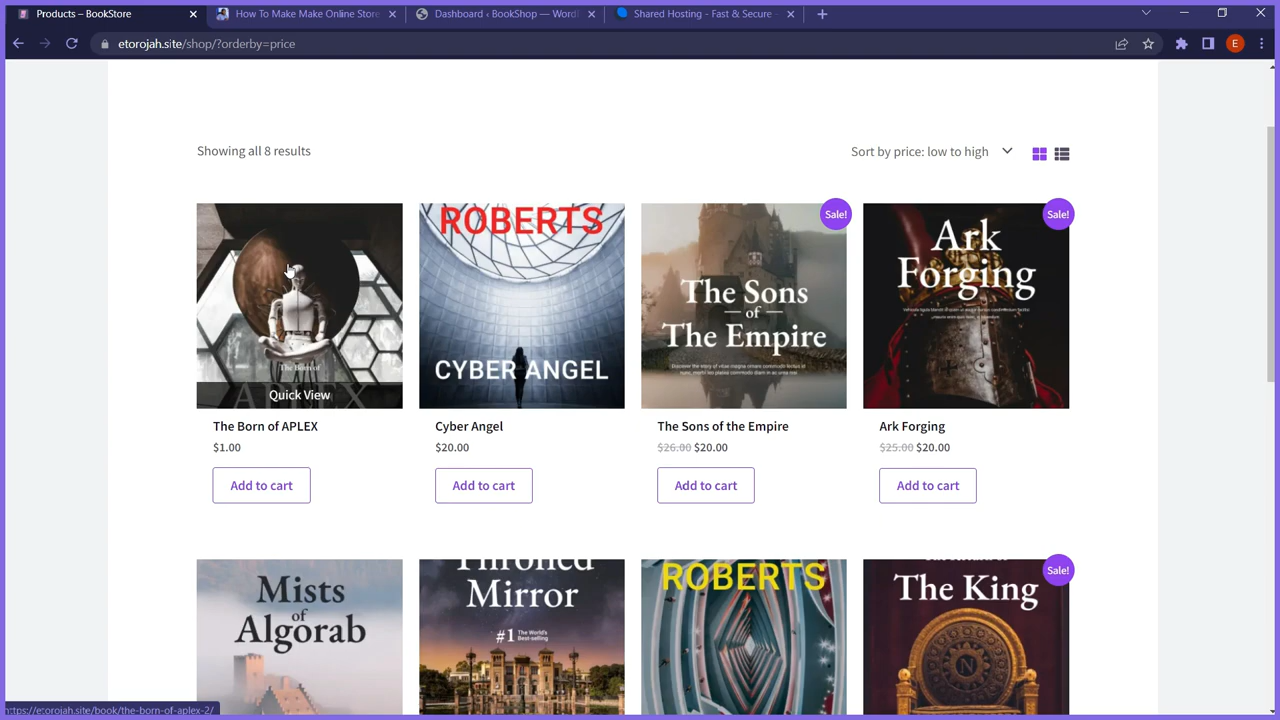 Products – BookStore
How To Make Make Online Store
Dashboard ‹ BookShop — Word
Shared Hosting - Fast & Secure -
etorojah.site/shop/?orderby=price
E
Showing all 8 results
Sort by price: low to high
ROBERTS
CYBER ANGEL
Sale!
The Sons
of
The Empire
Sale!
Ark
Forging
The Born of
Quick View
The Born of APLEX
Cyber Angel
The Sons of the Empire
Ark Forging
$1.00
$20.00
$26.00 $20.00
$25.00 $20.00
Add to cart
Add to cart
Add to cart
Add to cart
Mists
of
Algorab
Throned
Mirror
#1 The World's
Best-selling
ROBERTS
Sale!
The King
N
https://etorojah.site/book/the-born-of-aplex-2/